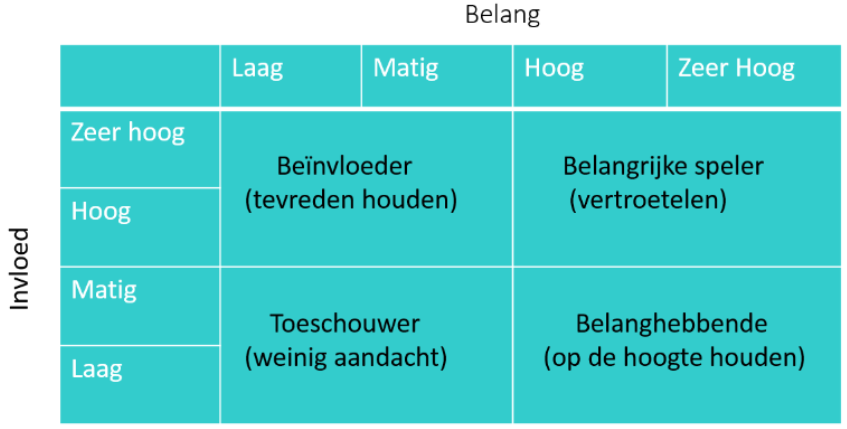 Belang
Laag Matig Hoog Zeer Hoog
Zeer hoog
Beïnvloeder
(tevreden houden)
Belangrijke speler
(vertroetelen)
Hoog
Invloed
Matig
Toeschouwer
(weinig aandacht)
Belanghebbende
(op de hoogte houden)
Laag